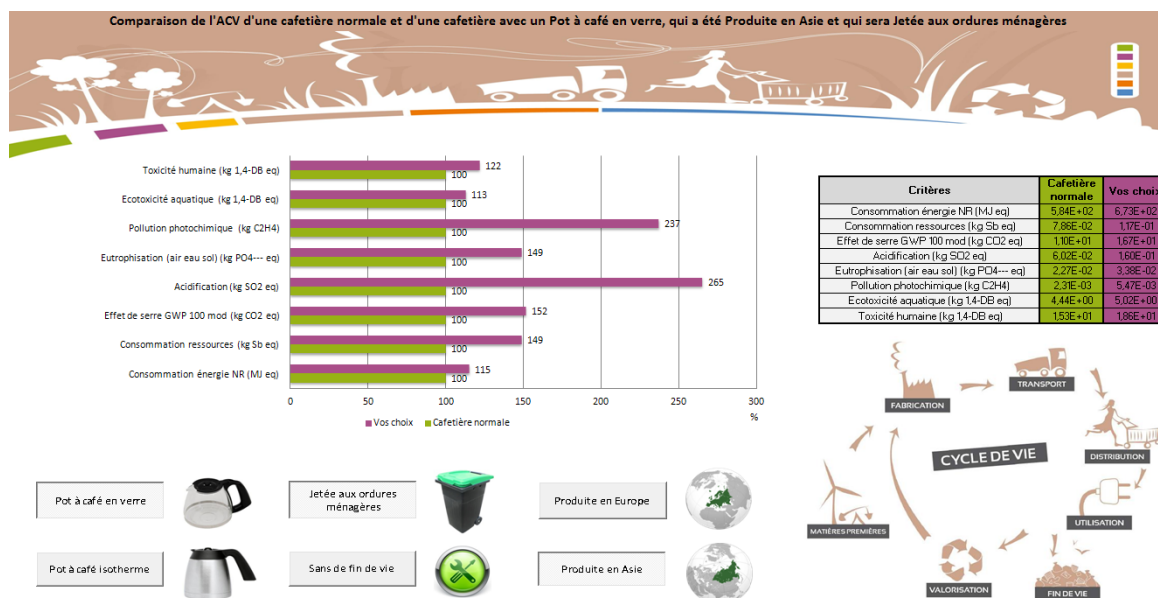 Comparaison de l'ACV d'une cafetière normale et d'une cafetière avec un Pot à café en verre, qui a été Produite en Asie et qui sera Jetée aux ordures ménagères
Toxicité humaine (kg 1,4-DB eq)
122
100
Ecotoxicité aquatique (kg 1,4-DB eq)
113
100
Pollution photochimique (kg C2H4)
237
100
Eutrophisation (air eau sol) (kg PO4--- eq)
149
100
Acidification (kg SO2 eq)
265
100
Effet de serre GWP 100 mod (kg CO2 eq)
152
100
Consommation ressources (kg Sb eq)
149
100
Consommation énergie NR (MJ eq)
115
100
0 50 100 150 200 250 300
%
Vos choix Cafetière normale
Critères Cafetière normale Vos choix
Consommation énergie NR (MJ eq) 5,84E+02 6,73E+02
Consommation ressources (kg Sb eq) 7,86E-02 1,17E-01
Effet de serre GWP 100 mod (kg CO2 eq) 1,10E+01 1,67E+01
Acidification (kg SO2 eq) 6,02E-02 1,60E-01
Eutrophisation (air eau sol) (kg PO4--- eq) 2,27E-02 3,38E-02
Pollution photochimique (kg C2H4) 2,31E-03 5,47E-03
Ecotoxicité aquatique (kg 1,4-DB eq) 4,44E+00 5,02E+00
Toxicité humaine (kg 1,4-DB eq) 1,53E+01 1,86E+01
Pot à café en verre
Jetée aux ordures
ménagères
Produite en Europe
Pot à café isotherme
Sans de fin de vie
Produite en Asie
TRANSPORT
FABRICATION
CYCLE DE VIE
DISTRIBUTION
UTILISATION
MATIÈRES PREMIÈRES
VALORISATION
FIN DE VIE